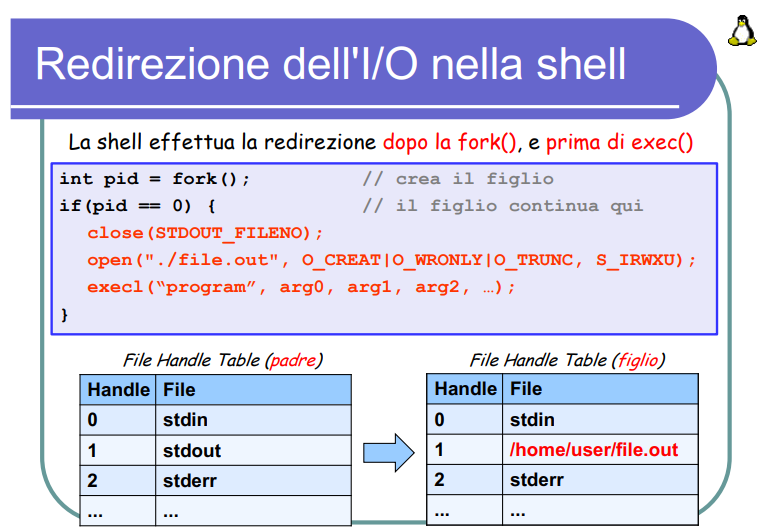 Redirezione dell'I/O nella shell
La shell effettua la redirezione dopo la fork(), e prima di exec()
int pid = fork(); // crea il figlio
if(pid == 0) { // il figlio continua qui
close(STDOUT_FILENO);
open("./file.out", O_CREAT|O_WRONLY|O_TRUNC, S_IRWXU);
execl(“program”, arg0, arg1, arg2, …);
}
File Handle Table (padre)
Handle File
0 stdin
1 stdout
2 stderr
... ...
File Handle Table (figlio)
Handle File
0 stdin
1 /home/user/file.out
2 stderr
... ...